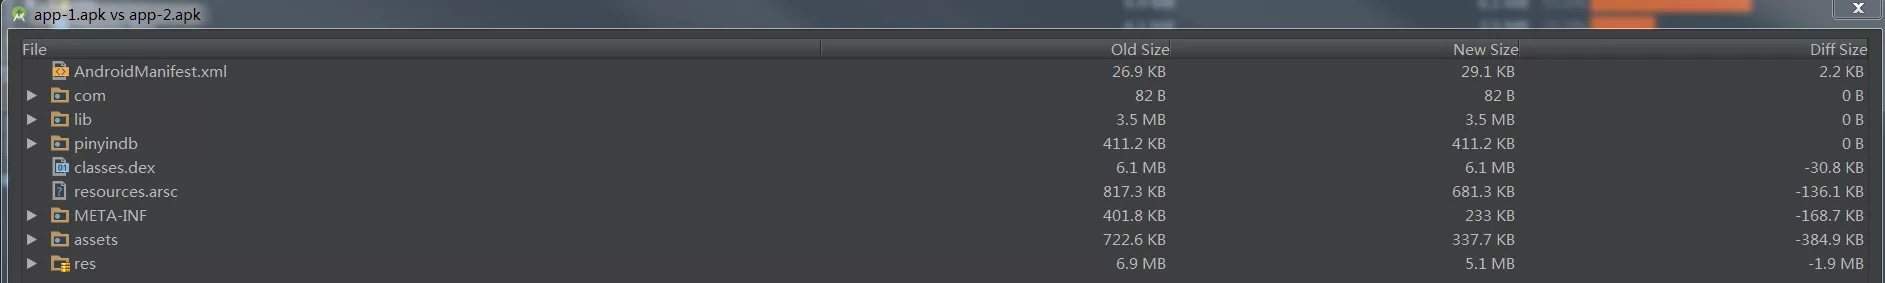 app-1.apk vs app-2.apk
File Old Size New Size Diff Size
AndroidManifest.xml 26.9 KB 29.1 KB 2.2 KB
com 82 B 82 B 0 B
lib 3.5 MB 3.5 MB 0 B
pinyindb 411.2 KB 411.2 KB 0 B
classes.dex 6.1 MB 6.1 MB -30.8 KB
resources.arsc 817.3 KB 681.3 KB -136.1 KB
META-INF 401.8 KB 233 KB -168.7 KB
assets 722.6 KB 337.7 KB -384.9 KB
res 6.9 MB 5.1 MB -1.9 MB